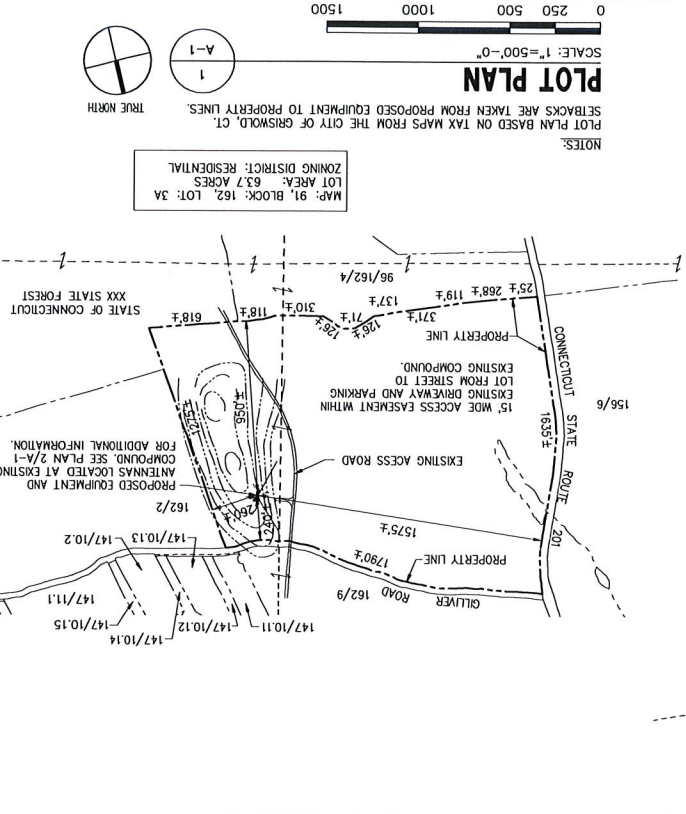 147/10.11
147/10.12
147/10.14
147/10.15
147/11.1
GILLIVER ROAD
162/9
147/10.13
147/10.2
PROPERTY LINE
1790'±
1575'±
240'±
260'±
162/2
PROPOSED EQUIPMENT AND
ANTENNAS LOCATED AT EXISTING
COMPOUND. SEE PLAN 2/A-1
FOR ADDITIONAL INFORMATION.
EXISTING ACESS ROAD
CONNECTICUT STATE ROUTE 201
1635'±
156/6
950'±
1275'±
15' WIDE ACCESS EASEMENT WITHIN
EXISTING DRIVEWAY AND PARKING
LOT FROM STREET TO
EXISTING COMPOUND.
PROPERTY LINE
618'±
118'±
310'±
126'±
71'±
126'±
137'±
371'±
119'±
268'±
25'±
STATE OF CONNECTICUT
XXX STATE FOREST
96/162/4
MAP: 91, BLOCK: 162, LOT: 3A
LOT AREA: 63.7 ACRES
ZONING DISTRICT: RESIDENTIAL
NOTES:
PLOT PLAN BASED ON TAX MAPS FROM THE CITY OF GRISWOLD, CT.
SETBACKS ARE TAKEN FROM PROPOSED EQUIPMENT TO PROPERTY LINES.
TRUE NORTH
1
A-1
PLOT PLAN
SCALE: 1"=500'-0"
0 250 500 1000 1500